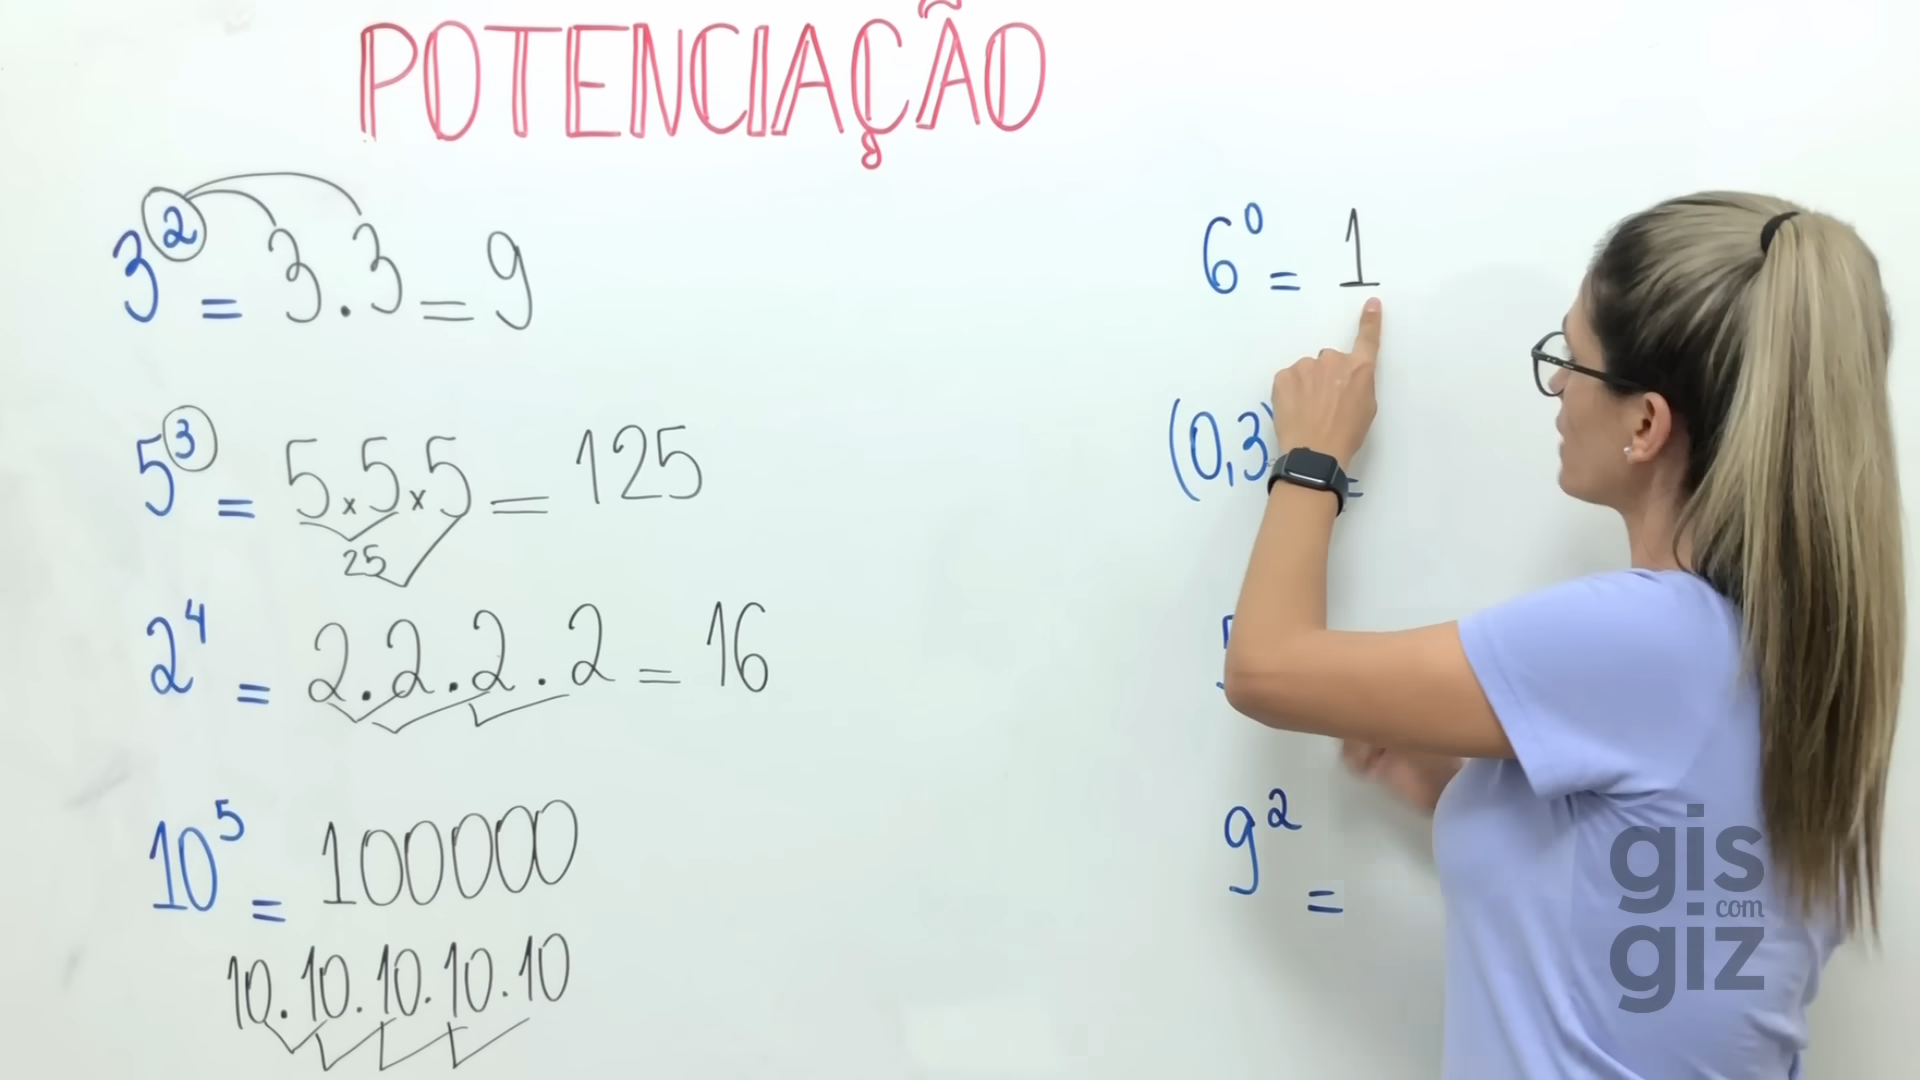 POTENCIAÇÃO
3² = 3.3 = 9
5³ = 5x5x5 = 125
25
2⁴ = 2.2.2.2 = 16
10⁵ = 100000
10.10.10.10.10
6⁰ = 1
(0,3) =
9² =
gis
com
giz